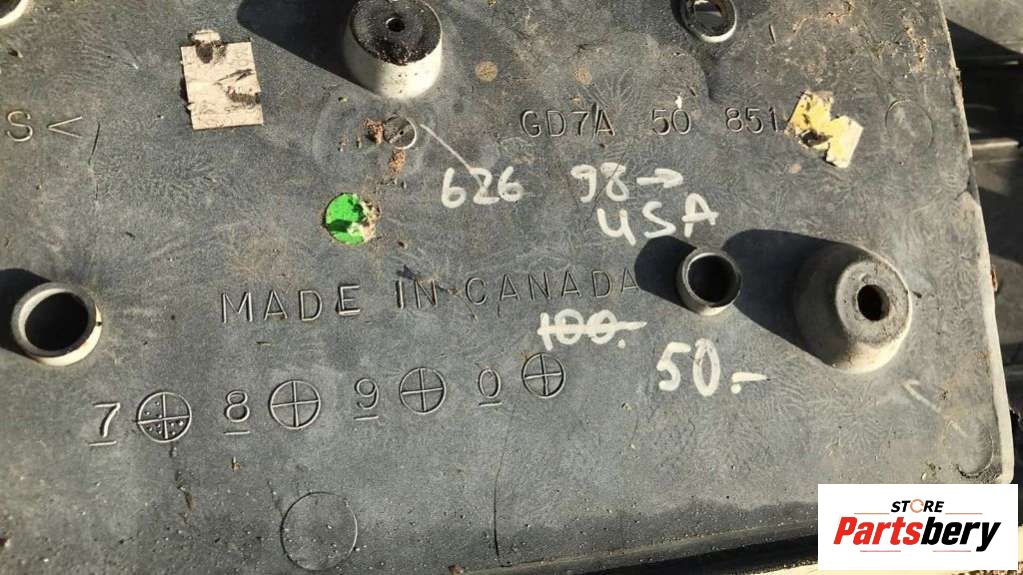 S<
GD7A 50 851
626 98→
USA
MADE IN CANADA
100.
50.-
7 8 9 0
STORE
Partsbery